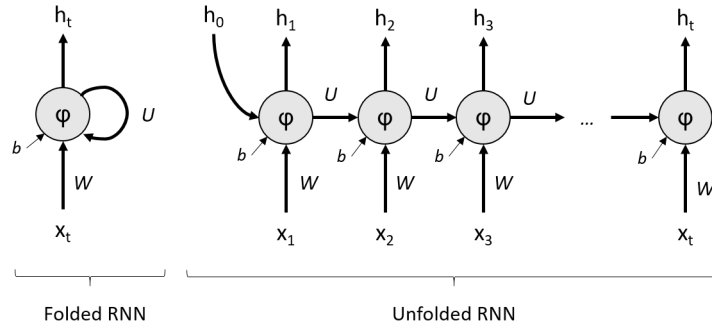 h_t h_0 h_1 h_2 h_3 h_t
U U U
φ U φ φ φ ... φ
b b b b b
W W W W W
x_t x_1 x_2 x_3 x_t
Folded RNN Unfolded RNN